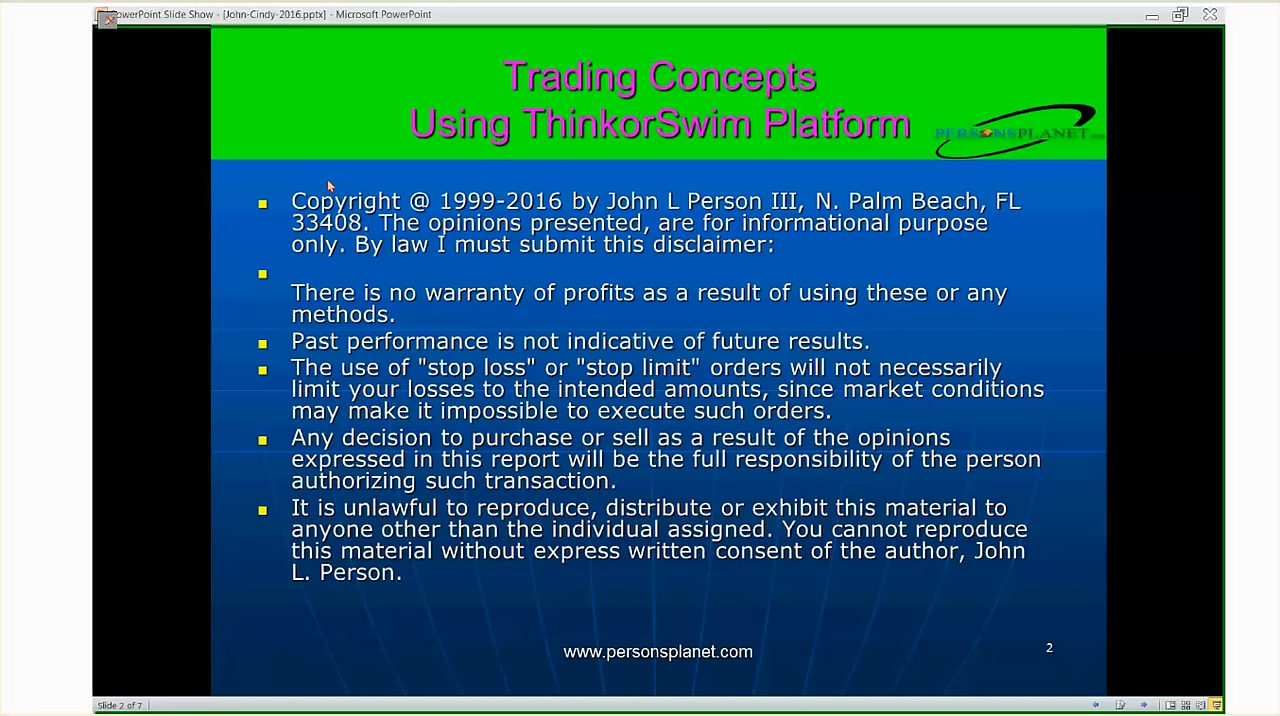 PowerPoint Slide Show - [John-Cindy-2016.pptx] - Microsoft PowerPoint
Trading Concepts
Using ThinkorSwim Platform
PERSONSPLANET
Copyright @ 1999-2016 by John L Person III, N. Palm Beach, FL
33408. The opinions presented, are for informational purpose
only. By law I must submit this disclaimer:
There is no warranty of profits as a result of using these or any
methods.
Past performance is not indicative of future results.
The use of "stop loss" or "stop limit" orders will not necessarily
limit your losses to the intended amounts, since market conditions
may make it impossible to execute such orders.
Any decision to purchase or sell as a result of the opinions
expressed in this report will be the full responsibility of the person
authorizing such transaction.
It is unlawful to reproduce, distribute or exhibit this material to
anyone other than the individual assigned. You cannot reproduce
this material without express written consent of the author, John
L. Person.
www.personsplanet.com
2
Slide 2 of 7